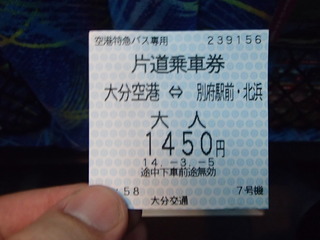 空港特急バス専用 239156
片道乗車券
大分空港 ⇔ 別府駅前・北浜
大人
1450円
14.-3.-5
途中下車前途無効
58 7号機
大分交通